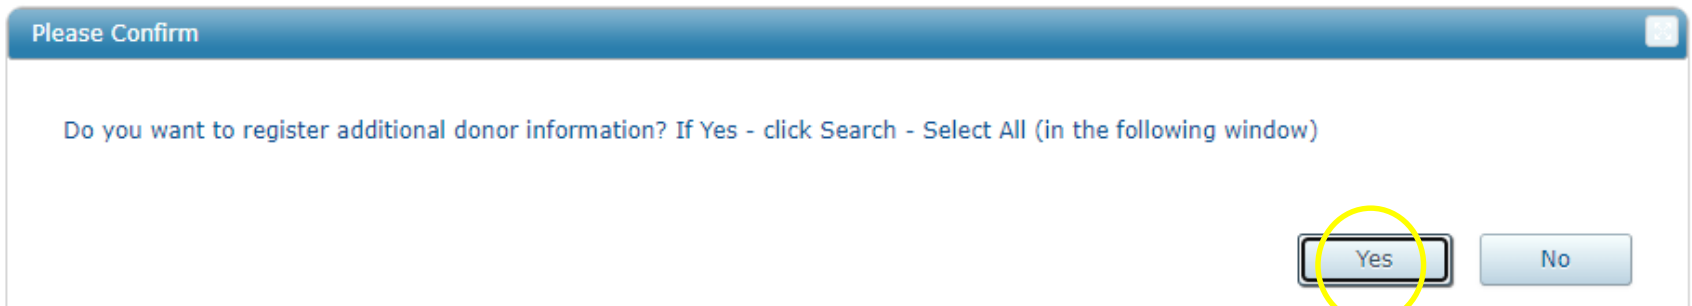 Please Confirm
Do you want to register additional donor information? If Yes - click Search - Select All (in the following window)
Yes No